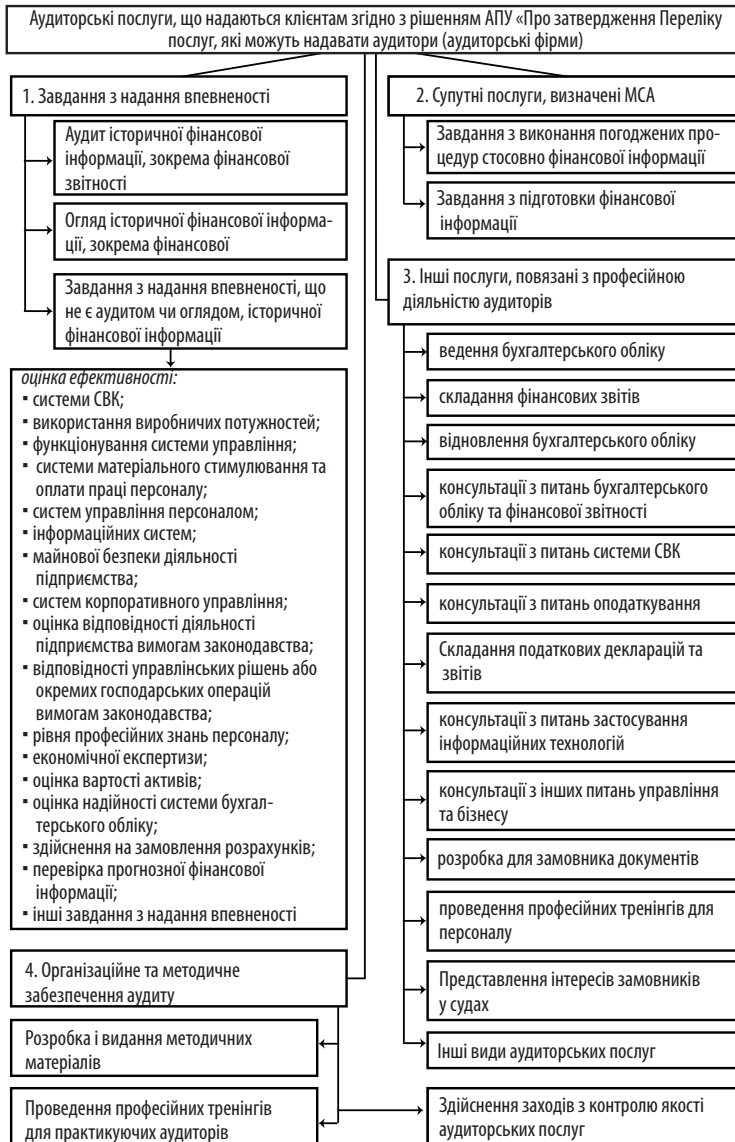 Аудиторські послуги, що надаються клієнтам згідно з рішенням АПУ «Про затвердження Переліку
послуг, які можуть надавати аудитори (аудиторські фірми)
1. Завдання з надання впевненості
Аудит історичної фінансової
інформації, зокрема фінансової
звітності
Огляд історичної фінансової інформа-
ції, зокрема фінансової
Завдання з надання впевненості, що
не є аудитом чи оглядом, історичної
фінансової інформації
оцінка ефективності:
▪ системи СВК;
▪ використання виробничих потужностей;
▪ функціонування системи управління;
▪ системи матеріального стимулювання та
оплати праці персоналу;
▪ систем управління персоналом;
▪ інформаційних систем;
▪ майнової безпеки діяльності
підприємства;
▪ систем корпоративного управління;
▪ оцінка відповідності діяльності
підприємства вимогам законодавства;
▪ відповідності управлінських рішень або
окремих господарських операцій
вимогам законодавства;
▪ рівня професійних знань персоналу;
▪ економічної експертизи;
▪ оцінка вартості активів;
▪ оцінка надійності системи бухгал-
терського обліку;
▪ здійснення на замовлення розрахунків;
▪ перевірка прогнозної фінансової
інформації;
▪ інші завдання з надання впевненості
2. Супутні послуги, визначені МСА
Завдання з виконання погоджених про-
цедур стосовно фінансової інформації
Завдання з підготовки фінансової
інформації
3. Інші послуги, повязані з професійною
діяльністю аудиторів
ведення бухгалтерського обліку
складання фінансових звітів
відновлення бухгалтерського обліку
консультації з питань бухгалтерського
обліку та фінансової звітності
консультації з питань системи СВК
консультації з питань оподаткування
Складання податкових декларацій та
звітів
консультації з питань застосування
інформаційних технологій
консультації з інших питань управління
та бізнесу
розробка для замовника документів
проведення професійних тренінгів для
персоналу
Представлення інтересів замовників
у судах
Інші види аудиторських послуг
4. Організаційне та методичне
забезпечення аудиту
Розробка і видання методичних
матеріалів
Проведення професійних тренінгів
для практикуючих аудиторів
Здійснення заходів з контролю якості
аудиторських послуг